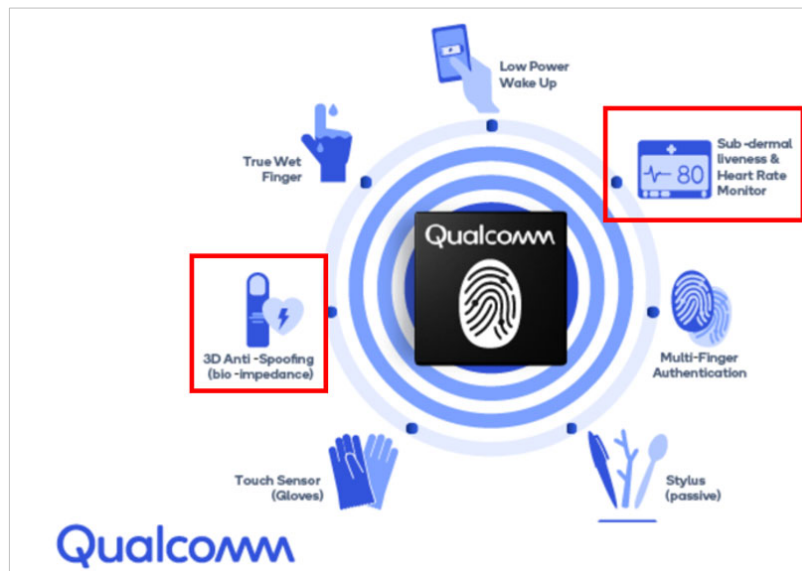 Low Power
Wake Up
True Wet
Finger
Sub-dermal
liveness &
Heart Rate
Monitor
80
Qualcomm
3D Anti-Spoofing
(bio-impedance)
Multi-Finger
Authentication
Touch Sensor
(Gloves)
Stylus
(passive)
Qualcomm